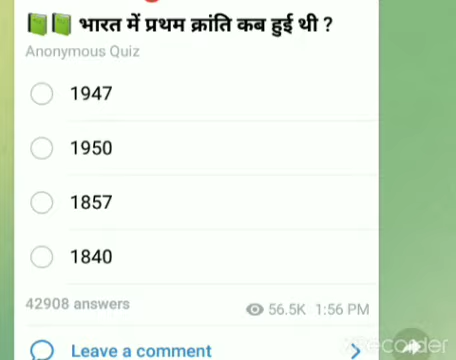 📗📗 भारत में प्रथम क्रांति कब हुई थी ?
Anonymous Quiz
1947
1950
1857
1840
42908 answers
56.5K 1:56 PM
Leave a comment